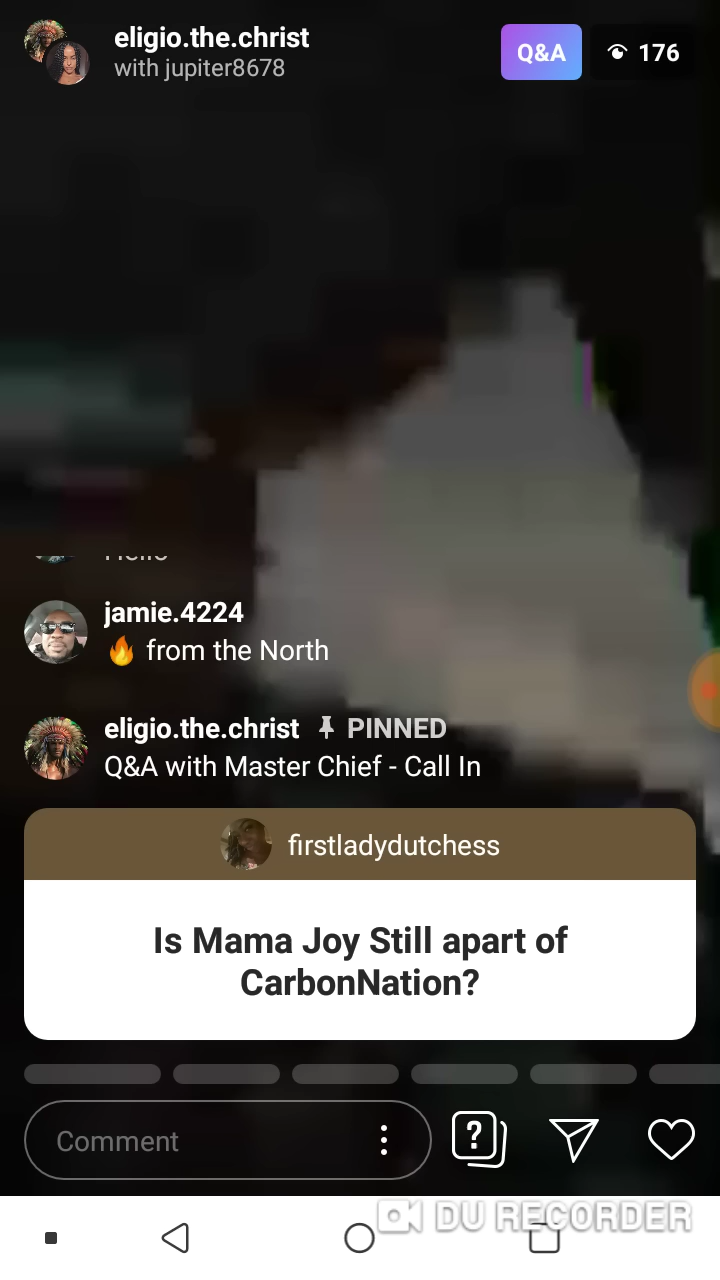 eligio.the.christ
with jupiter8678
Q&A
176
Hello
jamie.4224
🔥 from the North
eligio.the.christ PINNED
Q&A with Master Chief - Call In
firstladydutchess
Is Mama Joy Still apart of
CarbonNation?
Comment
?
DU RECORDER